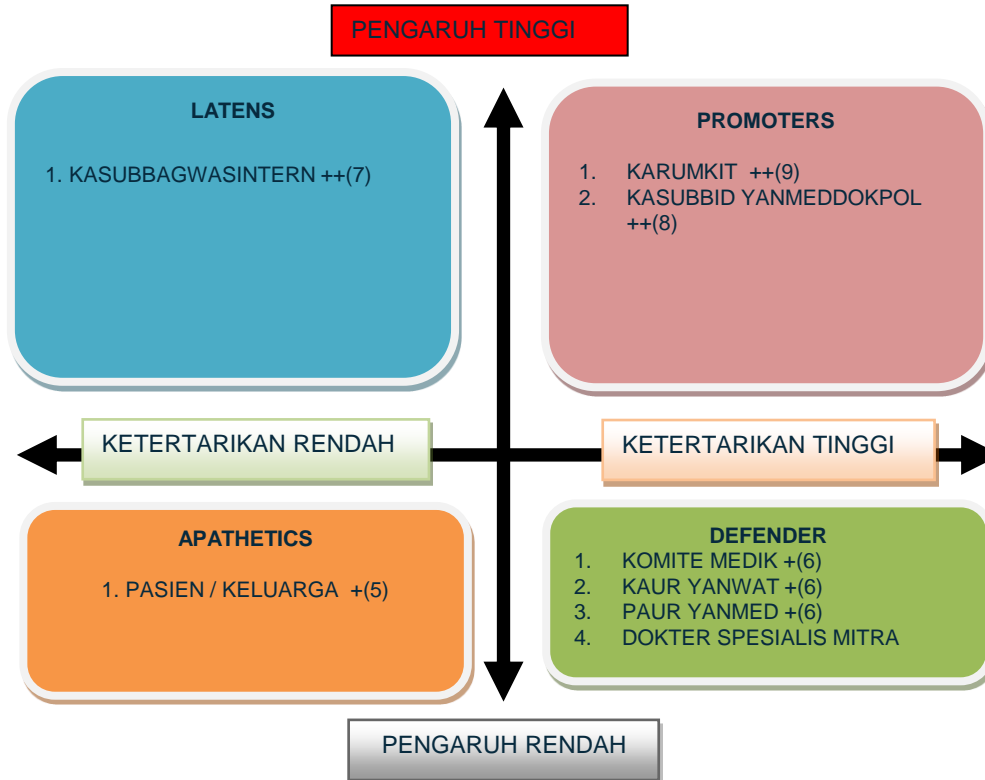 PENGARUH TINGGI
LATENS
1. KASUBBAGWASINTERN ++(7)
PROMOTERS
1. KARUMKIT ++(9)
2. KASUBBID YANMEDDOKPOL
++(8)
KETERTARIKAN RENDAH
KETERTARIKAN TINGGI
APATHETICS
1. PASIEN / KELUARGA +(5)
DEFENDER
1. KOMITE MEDIK +(6)
2. KAUR YANWAT +(6)
3. PAUR YANMED +(6)
4. DOKTER SPESIALIS MITRA
PENGARUH RENDAH